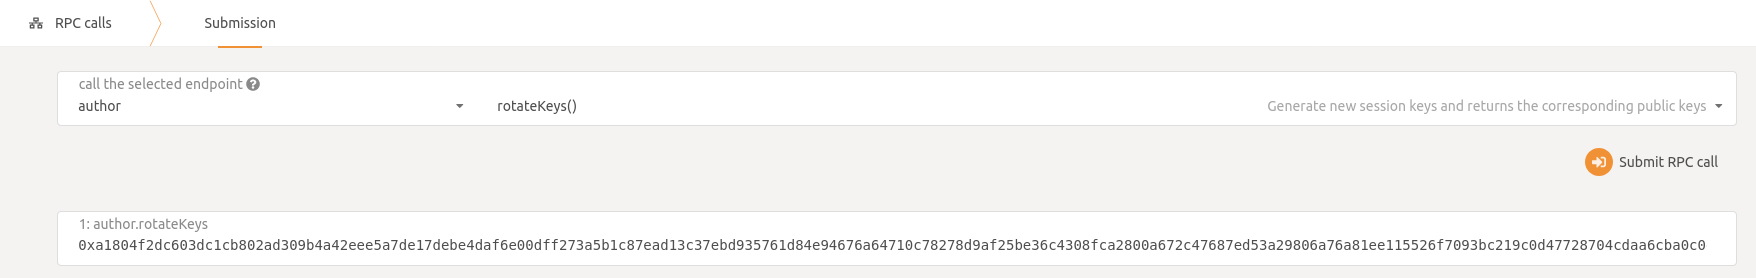 RPC calls
Submission
call the selected endpoint
author
rotateKeys()
Generate new session keys and returns the corresponding public keys
Submit RPC call
1: author.rotateKeys
0xa1804f2dc603dc1cb802ad309b4a42eee5a7de17debe4daf6e00dff273a5b1c87ead13c37ebd935761d84e94676a64710c78278d9af25be36c4308fca2800a672c47687ed53a29806a76a81ee115526f7093bc219c0d47728704cdaa6cba0c0